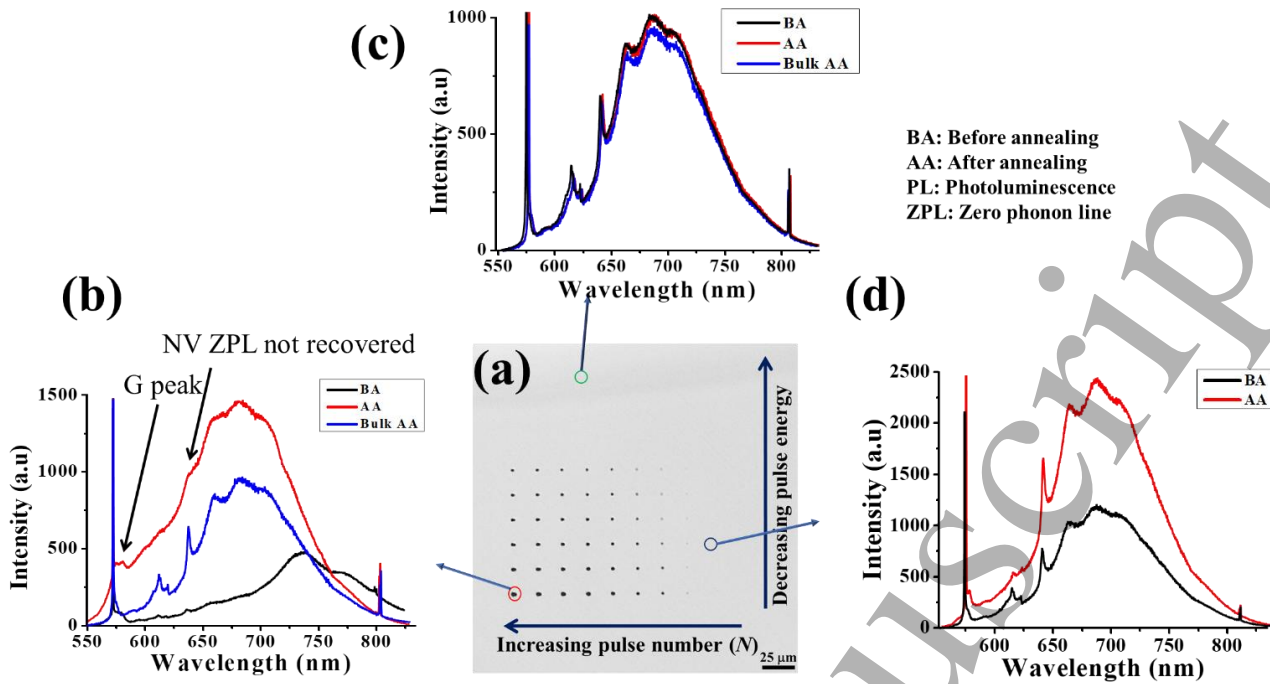 (c)
1000
500
0
Intensity (a.u)
550 600 650 700 750 800
Wavelength (nm)
BA
AA
Bulk AA
BA: Before annealing
AA: After annealing
PL: Photoluminescence
ZPL: Zero phonon line
(b)
NV ZPL not recovered
G peak
1500
1000
500
0
Intensity (a.u)
550 600 650 700 750 800
Wavelength (nm)
BA
AA
Bulk AA
(a)
Decreasing pulse energy
Increasing pulse number (N)
25 μm
(d)
2500
2000
1500
1000
500
0
Intensity (a.u)
600 650 700 750 800
Wavelength (nm)
BA
AA
uscript